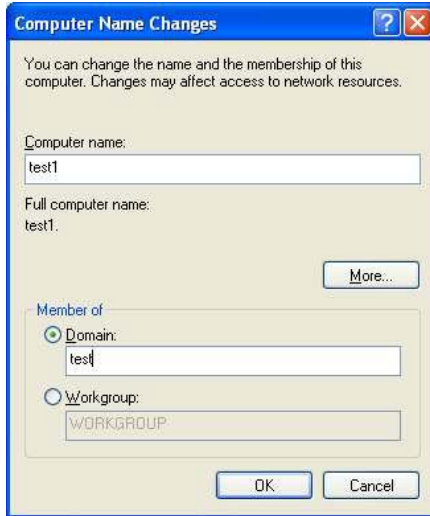 Computer Name Changes
You can change the name and the membership of this
computer. Changes may affect access to network resources.
Computer name:
test1
Full computer name:
test1.
More...
Member of
Domain:
test
Workgroup:
WORKGROUP
OK Cancel